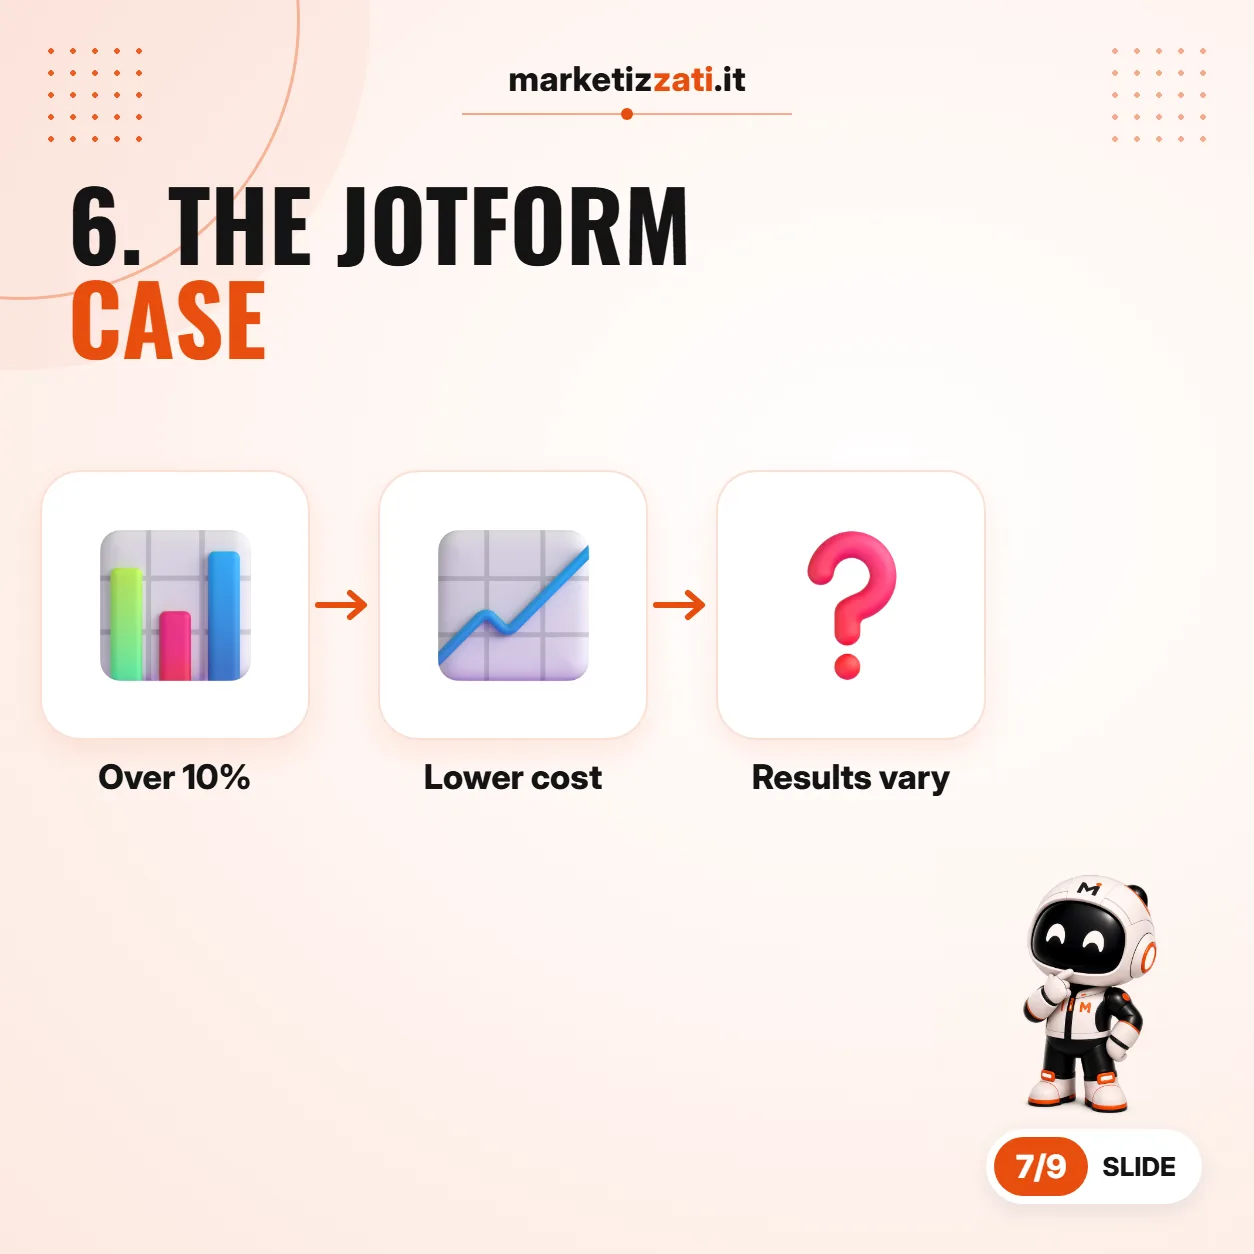 marketizzati.it
6. THE JOTFORM
CASE
Over 10%
Lower cost
Results vary
M
M
7/9 SLIDE